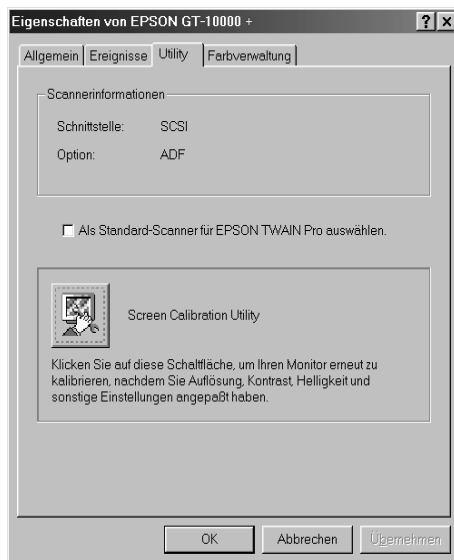 Eigenschaften von EPSON GT-10000 +
Allgemein Ereignisse Utility Farbverwaltung
Scannerinformationen
Schnittstelle: SCSI
Option: ADF
Als Standard-Scanner für EPSON TWAIN Pro auswählen.
Screen Calibration Utility
Klicken Sie auf diese Schaltfläche, um Ihren Monitor erneut zu
kalibrieren, nachdem Sie Auflösung, Kontrast, Helligkeit und
sonstige Einstellungen angepaßt haben.
OK Abbrechen Übernehmen